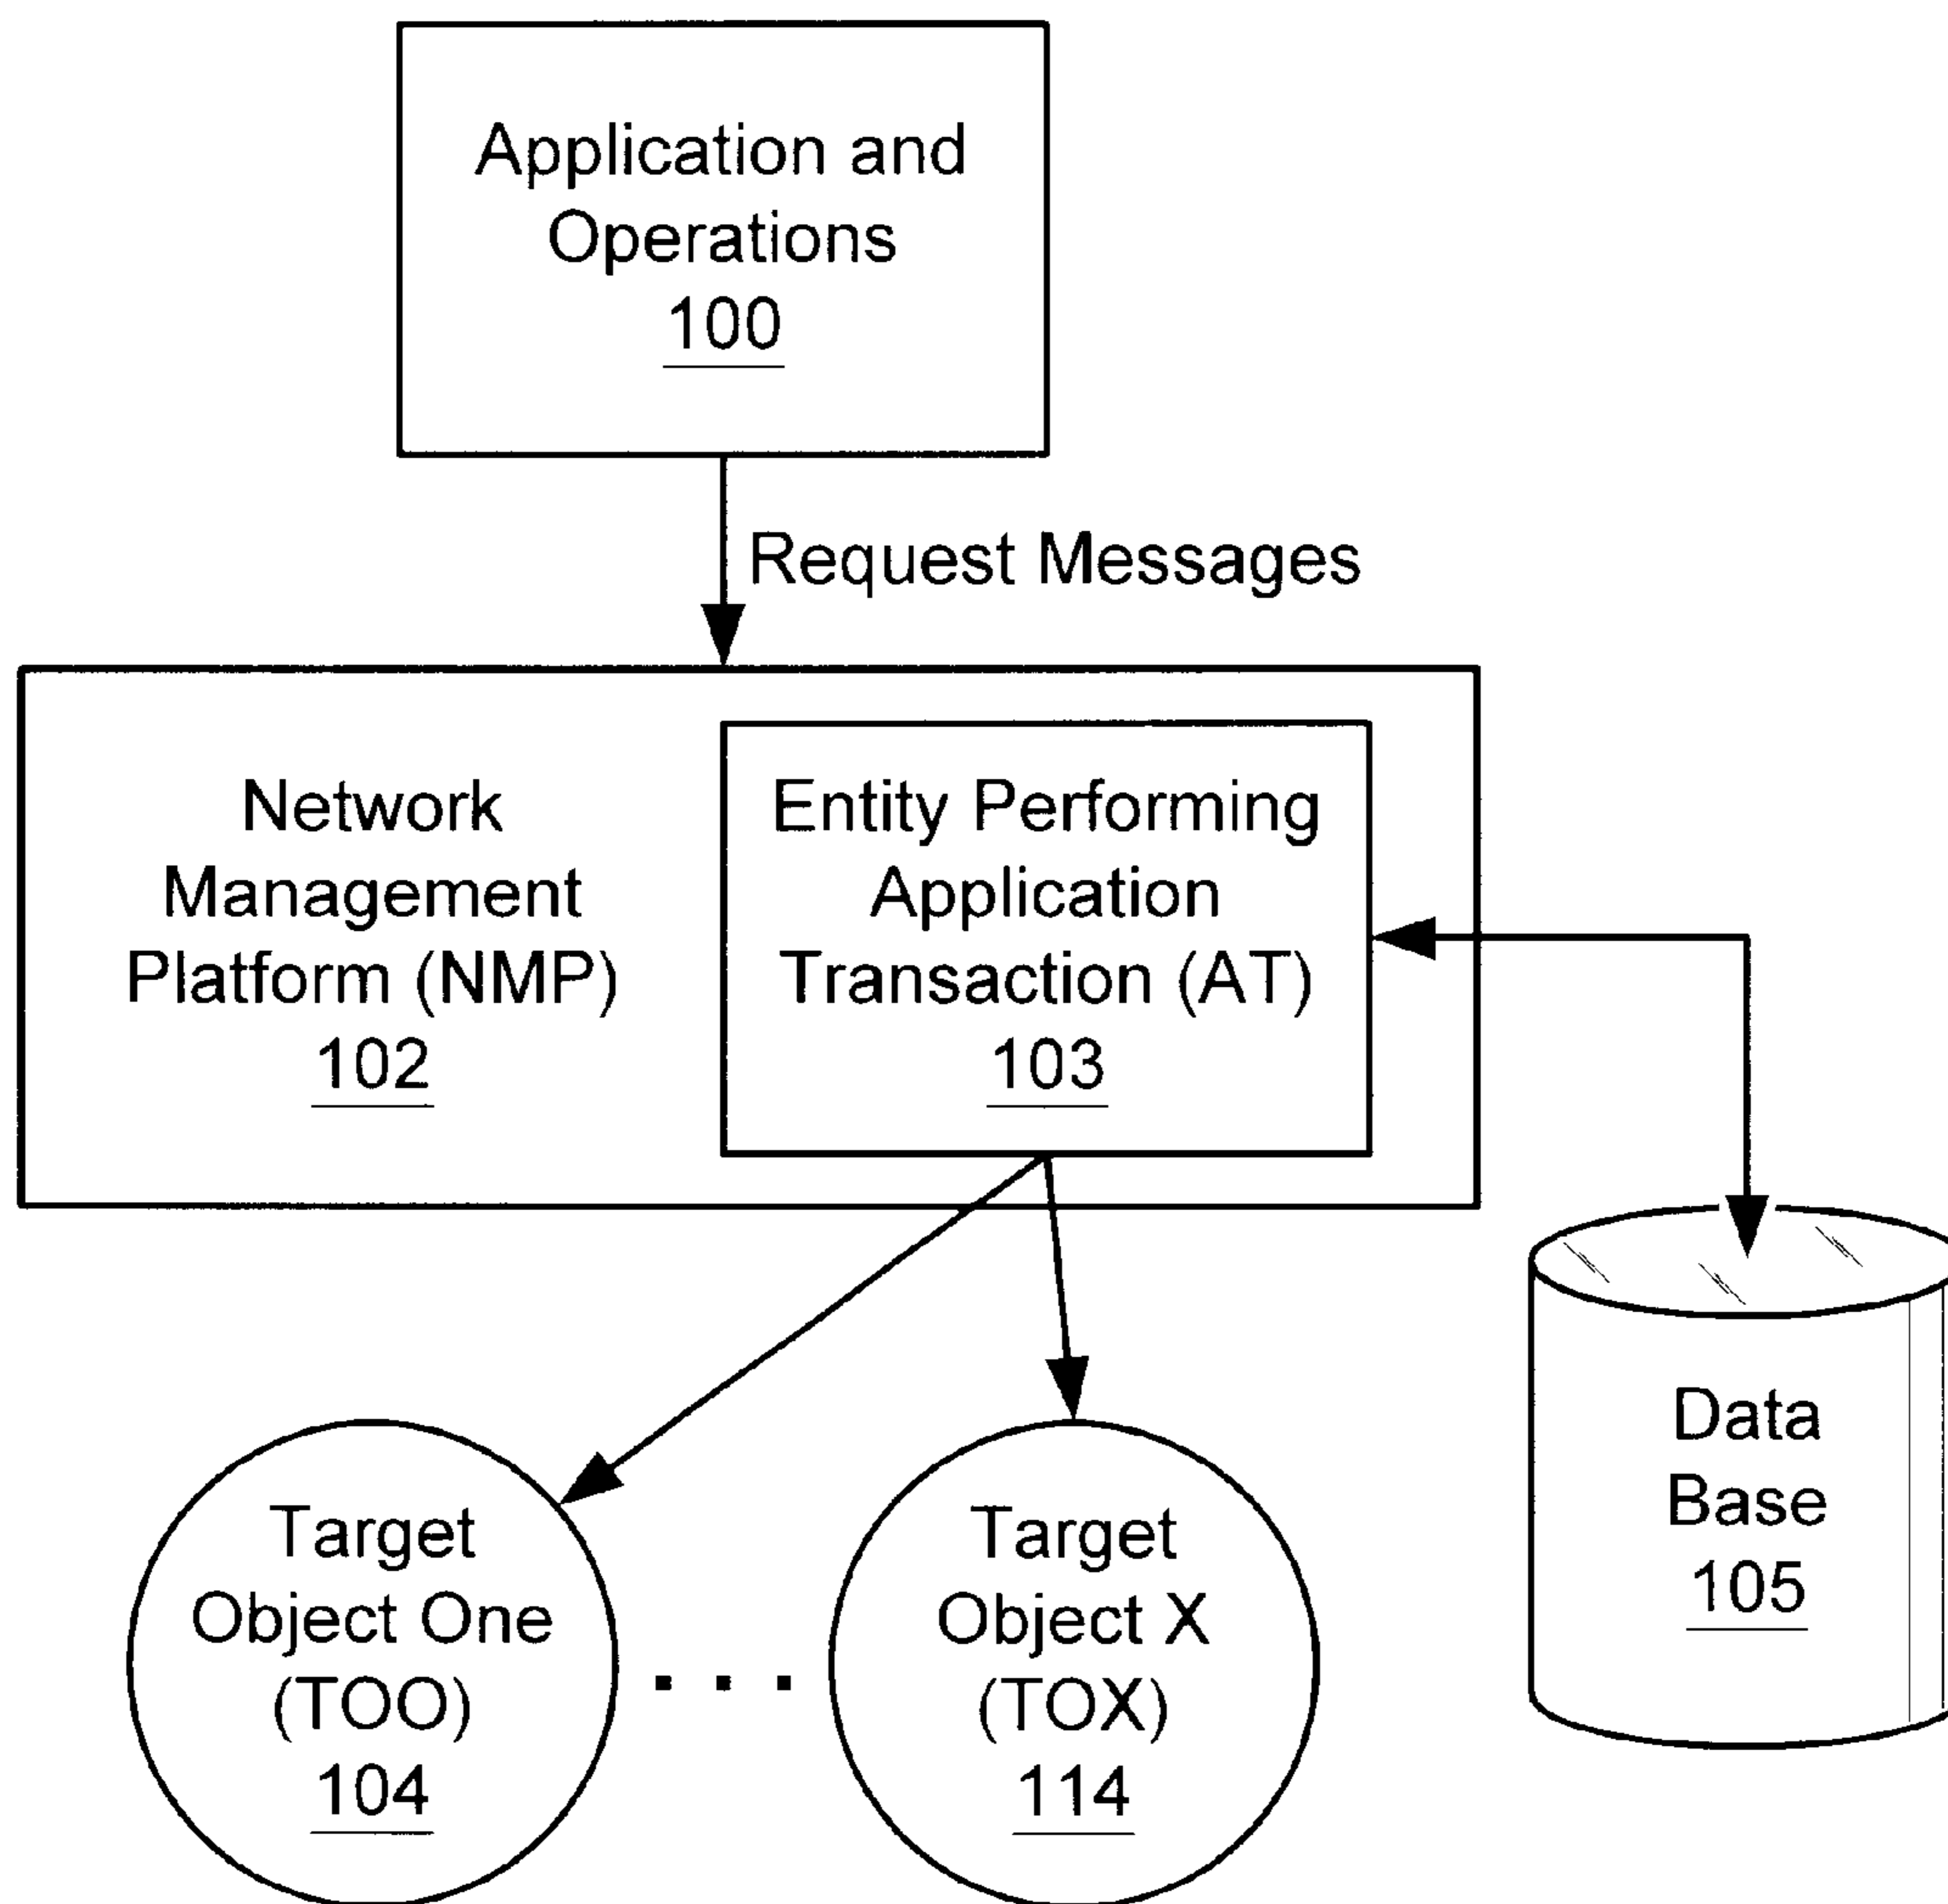 Application and
Operations
100
Request Messages
Network
Management
Platform (NMP)
102
Entity Performing
Application
Transaction (AT)
103
Target
Object One
(TOO)
104
. . .
Target
Object X
(TOX)
114
Data
Base
105